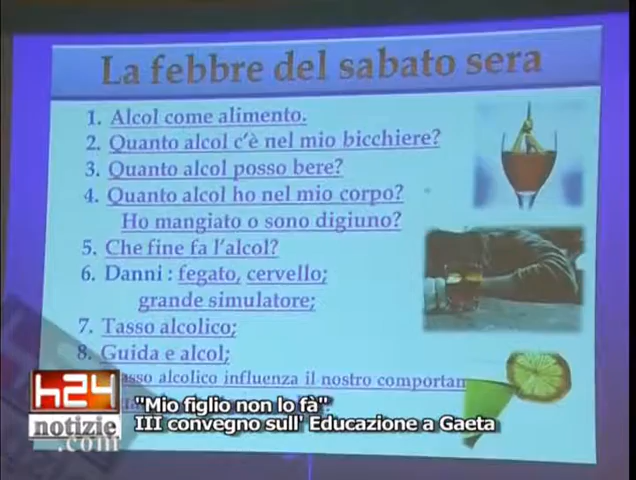 La febbre del sabato sera
1. Alcol come alimento.
2. Quanto alcol c'è nel mio bicchiere?
3. Quanto alcol posso bere?
4. Quanto alcol ho nel mio corpo?
Ho mangiato o sono digiuno?
5. Che fine fa l'alcol?
6. Danni : fegato, cervello;
grande simulatore;
7. Tasso alcolico;
8. Guida e alcol;
alcolico influenza il nostro
h24
notizie
.com
"Mio figlio non lo fà"
III convegno sull' Educazione a Gaeta